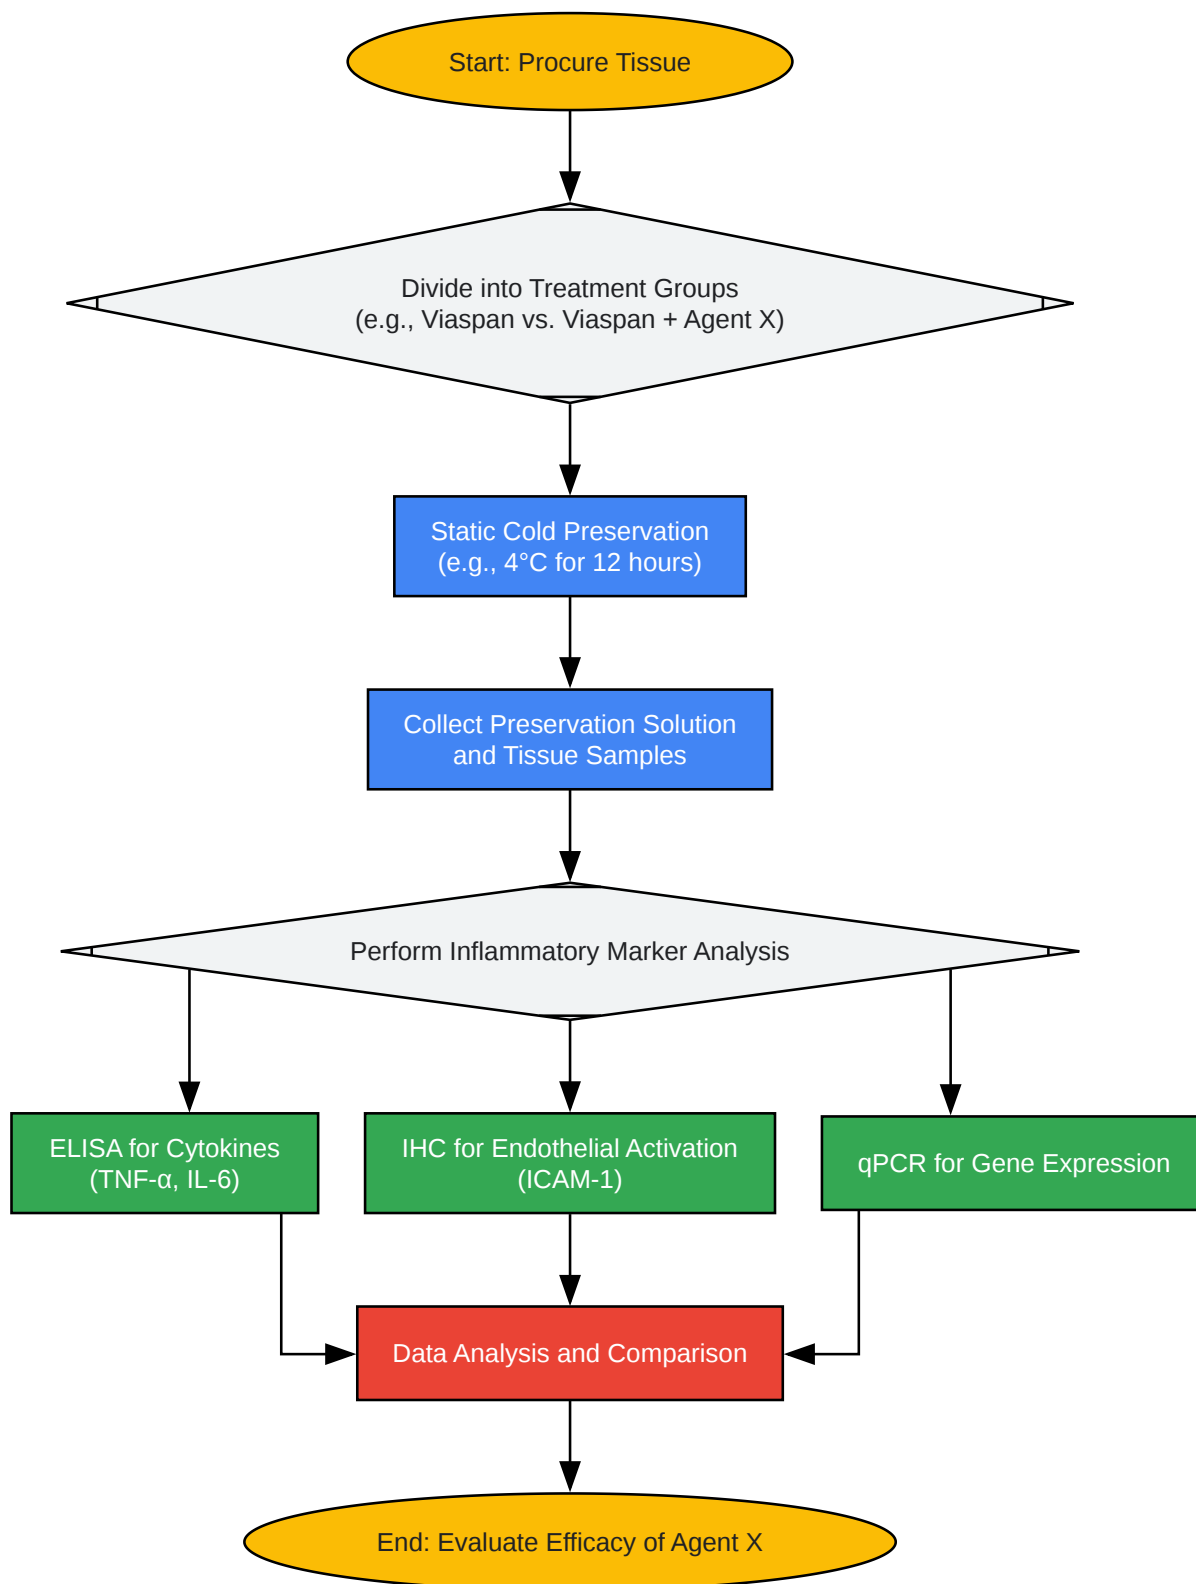 Start: Procure Tissue
Divide into Treatment Groups
(e.g., Viaspan vs. Viaspan + Agent X)
Static Cold Preservation
(e.g., 4°C for 12 hours)
Collect Preservation Solution
and Tissue Samples
Perform Inflammatory Marker Analysis
ELISA for Cytokines
(TNF-α, IL-6)
IHC for Endothelial Activation
(ICAM-1)
qPCR for Gene Expression
Data Analysis and Comparison
End: Evaluate Efficacy of Agent X